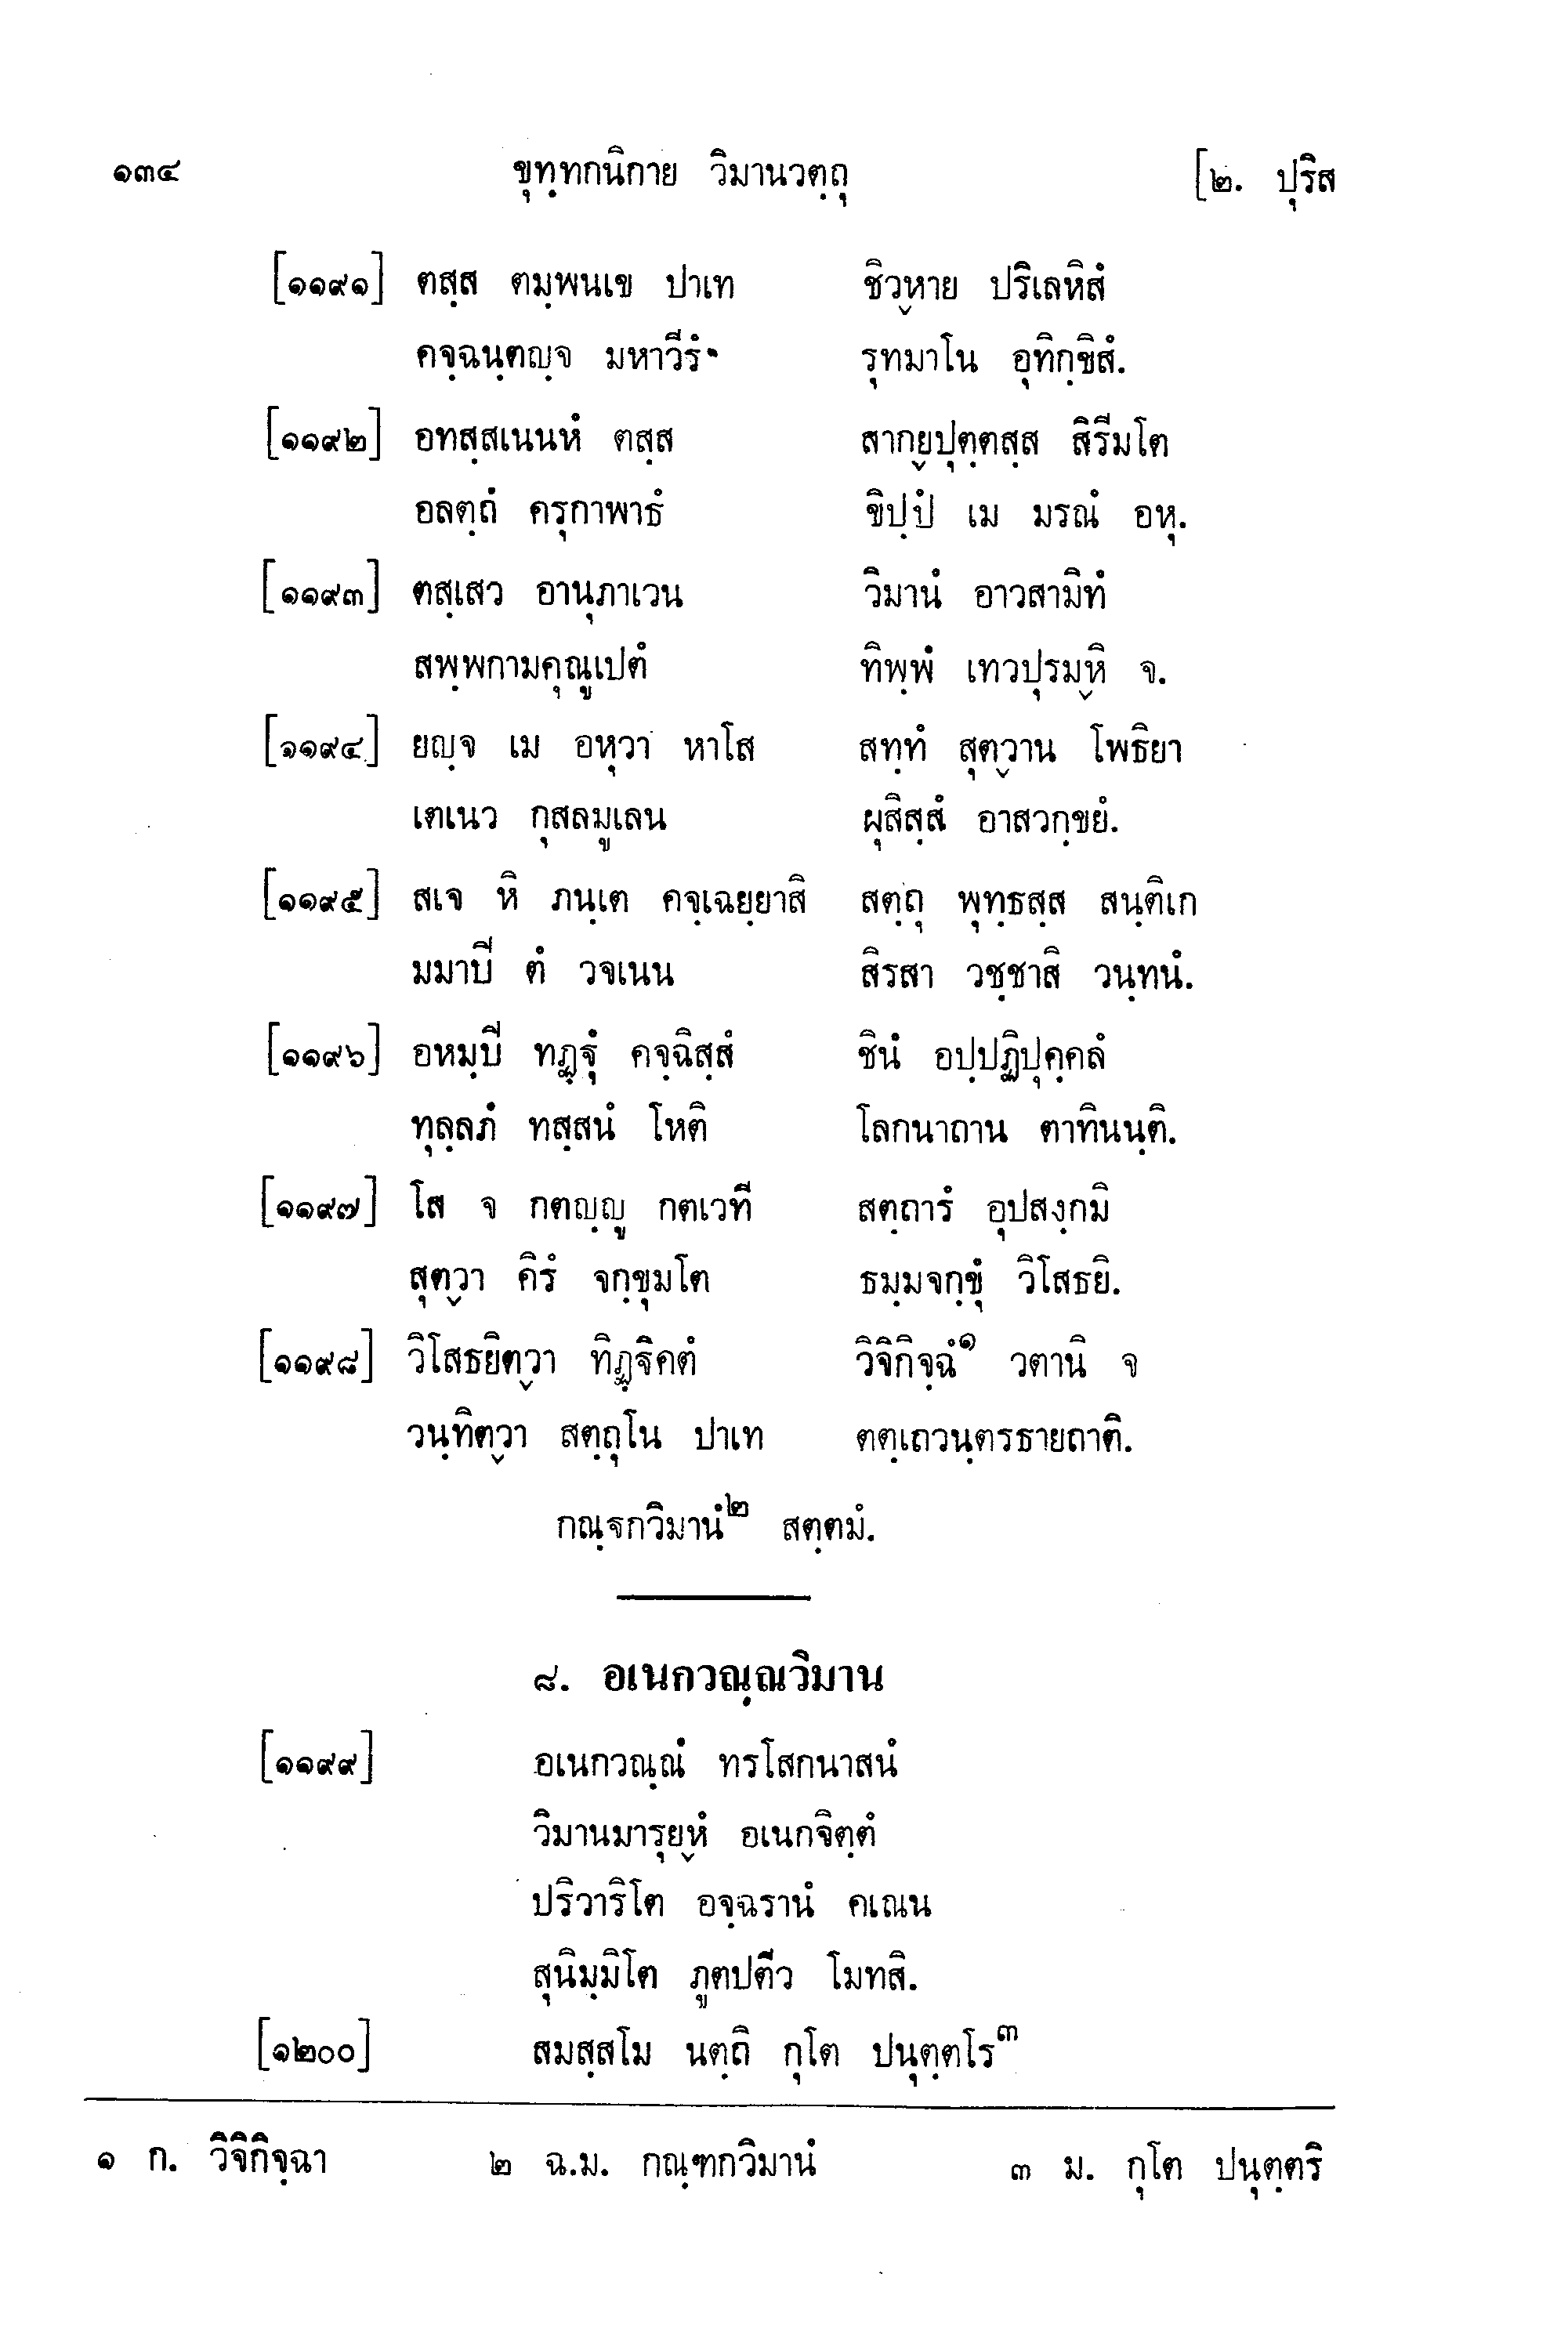 ๑๓๔ ขุทฺทกนิกาย วิมานวตฺถุ [๒. ปุริส
[๑๑๙๑] ตสฺส ตมฺพนเข ปาเท ชิวฺหาย ปริเลหิสํ
คจฺฉนฺตญฺจ มหาวีรํ รุทมาโน อุทิกฺขิสํ.
[๑๑๙๒] อทสฺสเนนหํ ตสฺส สากฺยปุตฺตสฺส สิรีมโต
อลตฺถํ ครุกาพาธํ ขิปฺปํ เม มรณํ อหุ.
[๑๑๙๓] ตสฺเสว อานุภาเวน วิมานํ อาวสามิทํ
สพฺพกามคุณูเปตํ ทิพฺพํ เทวปุรมฺหิ จ.
[๑๑๙๔] ยญฺจ เม อหุวา หาโส สทฺทํ สุตฺวาน โพธิยา
เตเนว กุสลมูเลน ผุสิสฺสํ อาสวกฺขยํ.
[๑๑๙๕] สเจ หิ ภนฺเต คจฺเฉยฺยาสิ สตฺถุ พุทฺธสฺส สนฺติเก
มมาปิ ตํ วจเนน สิรสา วชฺชาสิ วนฺทนํ.
[๑๑๙๖] อหมฺปิ ทฏฺฐุํ คจฺฉิสฺสํ ชินํ อปฺปฏิปุคฺคลํ
ทุลฺลภํ ทสฺสนํ โหติ โลกนาถาน ตาทินนฺติ.
[๑๑๙๗] โส จ กตญฺญู กตเวที สตฺถารํ อุปสงฺกมิ
สุตฺวา คิรํ จกฺขุมโต ธมฺมจกฺขุํ วิโสธยิ.
[๑๑๙๘] วิโสธยิตฺวา ทิฏฺฐิคตํ วิจิกิจฺฉํ๑ วตานิ จ
วนฺทิตฺวา สตฺถุโน ปาเท ตตฺเถวนฺตรธายถาติ.
กณฺฐกวิมานํ๒ สตฺตมํ.
๘. อเนกวณฺณวิมาน
[๑๑๙๙] อเนกวณฺณํ ทรโสกนาสนํ
วิมานมารุยฺหํ อเนกจิตฺตํ
ปริวาริโต อจฺฉรานํ คเณน
สุนิมฺมิโต ภูตปตีว โมทสิ.
[๑๒๐๐] สมสฺสโม นตฺถิ กุโต ปนุตฺตโร๓
๑ ก. วิจิกิจฺฉา ๒ ฉ.ม. กณฺฑกวิมานํ ๓ ม. กุโต ปนุตฺตริ